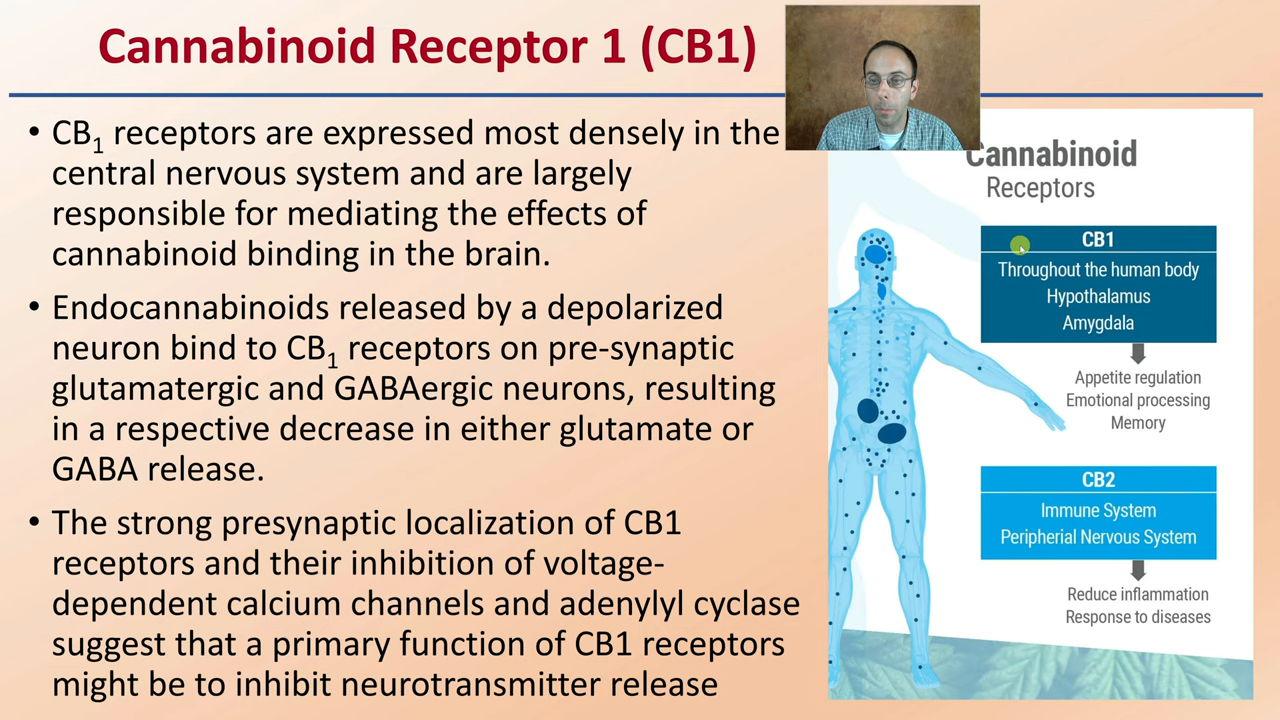 Cannabinoid Receptor 1 (CB1)
• CB₁ receptors are expressed most densely in the
central nervous system and are largely
responsible for mediating the effects of
cannabinoid binding in the brain.
• Endocannabinoids released by a depolarized
neuron bind to CB₁ receptors on pre-synaptic
glutamatergic and GABAergic neurons, resulting
in a respective decrease in either glutamate or
GABA release.
• The strong presynaptic localization of CB1
receptors and their inhibition of voltage-
dependent calcium channels and adenylyl cyclase
suggest that a primary function of CB1 receptors
might be to inhibit neurotransmitter release
Cannabinoid
Receptors
CB1
Throughout the human body
Hypothalamus
Amygdala
Appetite regulation
Emotional processing
Memory
CB2
Immune System
Peripherial Nervous System
Reduce inflammation
Response to diseases